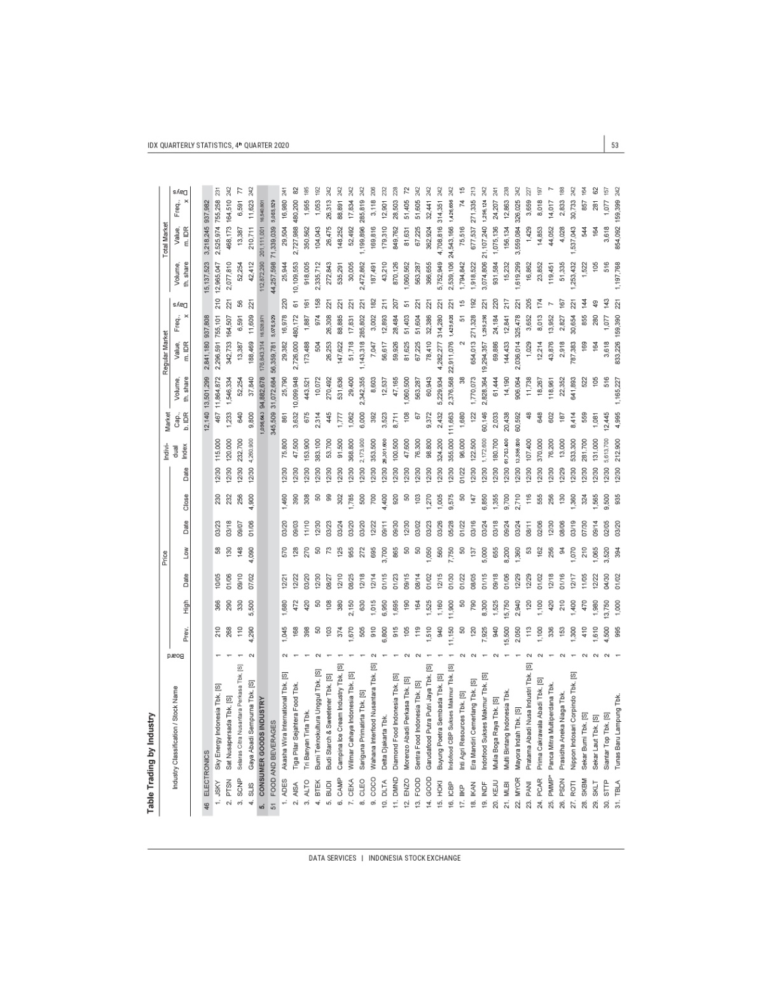 IDX QUARTERLY STATISTICS, 4th QUARTER 2020 53
Table Trading by Industry
Industry Classification / Stock Name Board Price Indivi-dual Index Market Cap., b. IDR Regular Market Total Market
Prev. High Date Low Date Close Date Volume, th. share Value, m. IDR Freq., x Days Volume, th. share Value, m. IDR Freq., x Days
46 ELECTRONICS 12,140 13,501,299 2,841,180 937,808 15,137,523 3,218,245 937,982
1. JSKY Sky Energy Indonesia Tbk. [S] 1 210 366 10/05 58 03/23 230 12/30 115.000 467 11,864,872 2,296,591 755,101 210 12,965,047 2,525,974 755,258 231
2. PTSN Sat Nusapersada Tbk. [S] 1 268 290 01/06 130 03/18 232 12/30 120.000 1,233 1,546,334 342,733 164,507 221 2,077,810 468,173 164,510 242
3. SCNP Selaras Citra Nusantara Perkasa Tbk. [S] 1 110 330 09/10 148 09/07 256 12/30 232.700 640 52,254 13,387 6,591 56 52,254 13,387 6,591 77
4. SLIS Gaya Abadi Sempurna Tbk. [S] 2 4,290 5,500 07/02 4,090 01/06 4,900 12/30 4,260.900 9,800 37,840 188,469 11,609 221 42,412 210,711 11,623 242
5. CONSUMER GOODS INDUSTRY 1,036,643 94,882,678 176,843,314 16,528,971 112,872,290 201,111,001 16,540,801
51 FOOD AND BEVERAGES 345,509 31,072,684 56,359,781 3,078,929 44,257,598 71,339,039 3,083,329
1. ADES Akasha Wira International Tbk. [S] 2 1,045 1,680 12/21 570 03/20 1,460 12/30 75.800 861 25,790 29,382 16,978 220 25,944 29,504 16,980 241
2. AISA Tiga Pilar Sejahtera Food Tbk. 1 168 472 12/22 128 09/03 390 12/30 47.500 3,632 10,099,948 2,726,000 480,172 61 10,109,553 2,727,988 480,200 82
3. ALTO Tri Banyan Tirta Tbk. 1 398 420 03/20 270 11/10 308 12/30 153.900 675 443,521 173,488 1,887 161 918,005 350,562 1,955 185
4. BTEK Bumi Teknokultura Unggul Tbk. [S] 2 50 50 12/30 50 12/30 50 12/30 383.100 2,314 10,072 504 974 158 2,335,712 104,043 1,053 192
5. BUDI Budi Starch & Sweetener Tbk. [S] 1 103 108 08/27 73 03/23 99 12/30 53.700 445 270,492 26,253 26,308 221 272,843 26,475 26,313 242
6. CAMP Campina Ice Cream Industry Tbk. [S] 1 374 380 12/10 125 03/24 302 12/30 91.500 1,777 531,636 147,622 88,885 221 535,291 148,252 88,891 242
7. CEKA Wilmar Cahaya Indonesia Tbk. [S] 1 1,670 2,150 08/25 955 03/20 1,785 12/30 368.800 1,062 29,400 51,718 17,831 221 30,005 52,492 17,834 242
8. CLEO Sariguna Primatirta Tbk. [S] 1 505 630 12/18 272 03/20 500 12/30 2,173.900 6,000 2,342,355 1,143,318 285,802 221 2,472,862 1,199,896 285,819 242
9. COCO Wahana Interfood Nusantara Tbk. [S] 2 910 1,015 12/14 695 12/22 700 12/30 353.500 392 8,603 7,047 3,002 182 187,491 169,816 3,118 206
10. DLTA Delta Djakarta Tbk. 1 6,800 6,950 01/15 3,700 09/11 4,400 12/30 28,301.600 3,523 12,537 56,617 12,893 211 43,210 179,310 12,901 232
11. DMND Diamond Food Indonesia Tbk. [S] 1 915 1,695 01/23 865 09/30 920 12/30 100.500 8,711 47,165 59,926 28,484 207 870,126 849,762 28,503 228
12. ENZO Morenzo Abadi Perkasa Tbk. [S] 2 105 190 09/15 50 12/30 50 12/30 47.600 108 1,060,500 81,625 51,403 51 1,060,562 81,631 51,405 72
13. FOOD Sentra Food Indonesia Tbk. [S] 2 119 164 08/14 50 03/02 103 12/30 76.300 67 563,287 67,225 51,604 221 563,287 67,225 51,605 242
14. GOOD Garudafood Putra Putri Jaya Tbk. [S] 1 1,510 1,525 01/02 1,050 03/23 1,270 12/30 98.800 9,372 60,943 78,410 32,386 221 366,655 362,924 32,441 242
15. HOKI Buyung Poetra Sembada Tbk. [S] 1 940 1,160 12/15 560 03/26 1,005 12/30 324.200 2,432 5,229,934 4,282,277 314,280 221 5,752,949 4,708,816 314,351 242
16. ICBP Indofood CBP Sukses Makmur Tbk. [S] 1 11,150 11,900 01/30 7,750 05/28 9,575 12/30 355.000 111,663 2,376,568 22,911,076 1,425,628 221 2,539,106 24,543,166 1,426,656 242
17. IIKP Inti Agri Resources Tbk. [S] 2 50 50 01/22 50 01/22 50 01/22 96.000 1,680 38 2 51 15 1,794,842 75,516 74 15
18. IKAN Era Mandiri Cemerlang Tbk. [S] 2 120 790 08/05 137 03/16 147 12/30 122.500 122 1,770,073 654,013 271,328 192 1,918,522 677,537 271,335 213
19. INDF Indofood Sukses Makmur Tbk. [S] 1 7,925 8,300 01/15 5,000 03/24 6,850 12/30 1,172.600 60,146 2,828,364 19,294,357 1,295,298 221 3,074,806 21,107,240 1,296,124 242
20. KEJU Mulia Boga Raya Tbk. [S] 2 940 1,525 09/18 655 03/18 1,355 12/30 180.700 2,033 61,444 69,886 24,184 220 931,584 1,075,136 24,207 241
21. MLBI Multi Bintang Indonesia Tbk. 1 15,500 15,750 01/06 8,200 09/24 9,700 12/30 61,783.400 20,438 14,190 144,433 12,841 217 15,232 156,134 12,863 238
22. MYOR Mayora Indah Tbk. [S] 1 2,050 2,940 12/29 1,360 03/24 2,710 12/30 13,556.800 60,592 906,064 2,036,014 325,478 221 1,619,299 3,559,084 326,025 242
23. PANI Pratama Abadi Nusa Industri Tbk. [S] 2 113 120 12/29 53 08/11 116 12/30 107.400 48 11,738 1,029 3,652 205 16,862 1,429 3,659 227
24. PCAR Prima Cakrawala Abadi Tbk. [S] 2 1,100 1,100 01/02 162 02/06 555 12/30 370.000 648 18,267 12,214 8,013 174 23,852 14,853 8,018 197
25. PMMP* Panca Mitra Multiperdana Tbk. 1 336 420 12/18 256 12/30 256 12/30 76.200 602 118,961 43,876 13,952 7 119,451 44,052 14,017 7
26. PSDN Prasidha Aneka Niaga Tbk. 2 153 210 01/16 94 08/06 130 12/29 13.000 187 22,352 2,918 2,827 167 51,335 4,028 2,833 188
27. ROTI Nippon Indosari Corpindo Tbk. [S] 1 1,300 1,400 12/17 1,070 03/19 1,360 12/30 533.300 8,414 641,893 787,383 30,654 221 1,253,432 1,537,043 30,733 242
28. SKBM Sekar Bumi Tbk. [S] 2 410 470 11/05 210 07/30 324 12/30 281.700 559 522 169 855 144 1,522 544 857 164
29. SKLT Sekar Laut Tbk. [S] 2 1,610 1,980 12/22 1,065 09/14 1,565 12/30 131.000 1,081 105 164 280 49 105 164 281 62
30. STTP Siantar Top Tbk. [S] 2 4,500 13,750 04/30 3,520 02/05 9,500 12/30 5,613.700 12,445 516 3,618 1,077 143 516 3,618 1,077 157
31. TBLA Tunas Baru Lampung Tbk. 1 995 1,000 01/02 394 03/20 935 12/30 212.900 4,995 1,165,227 833,226 159,390 221 1,197,768 854,092 159,399 242
DATA SERVICES | INDONESIA STOCK EXCHANGE